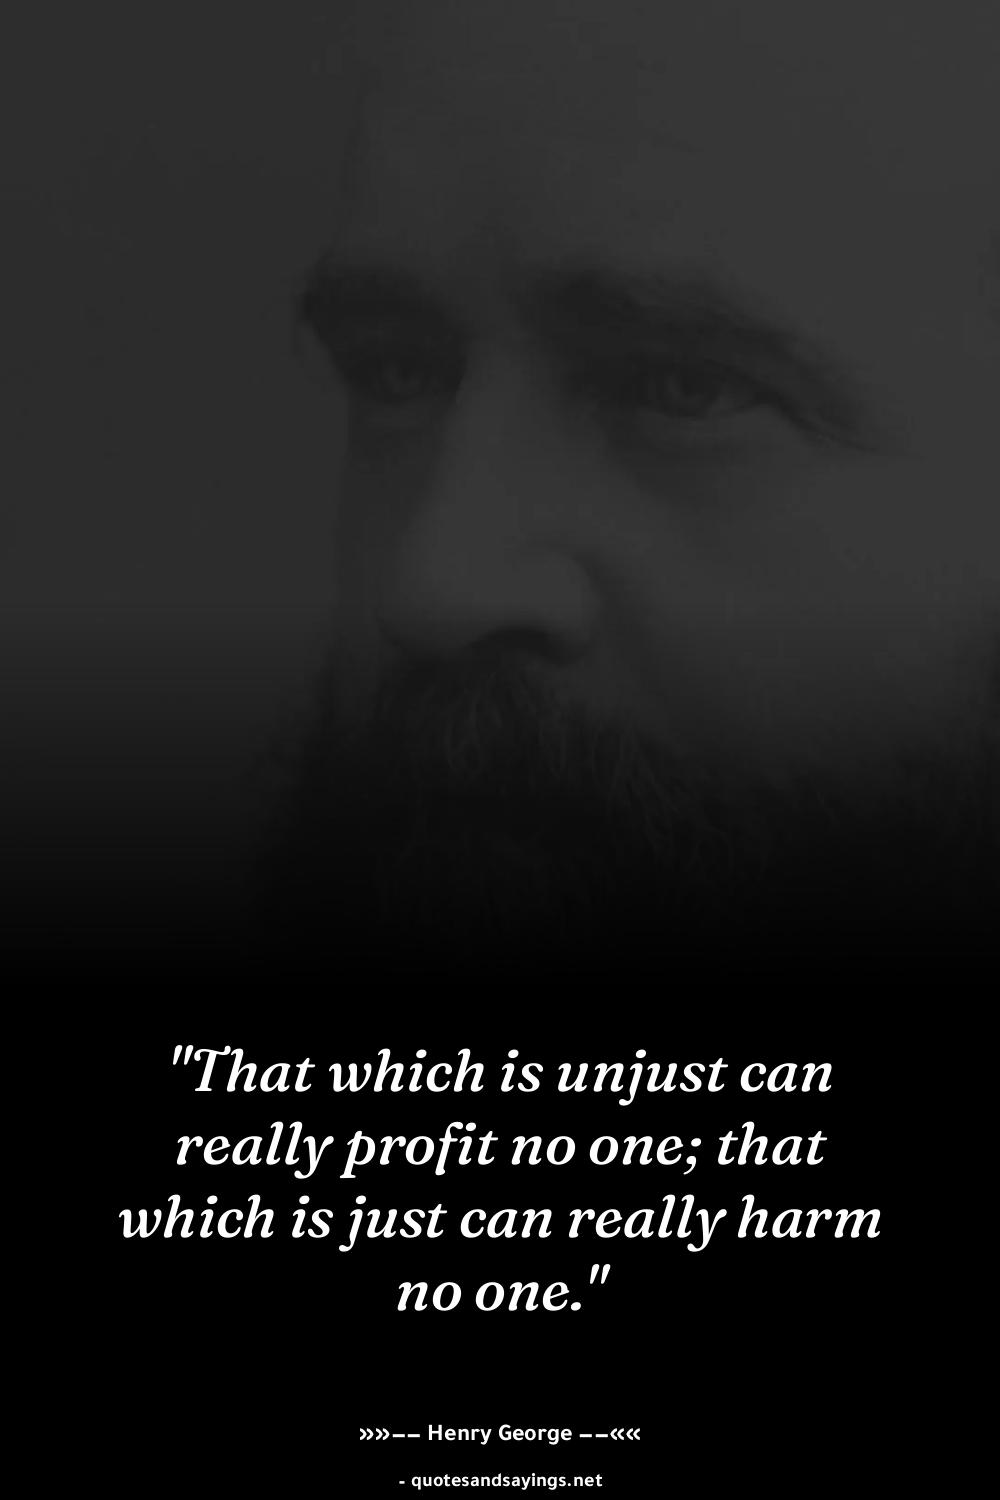 "That which is unjust can
really profit no one; that
which is just can really harm
no one."
»»—— Henry George ——««
- quotesandsayings.net